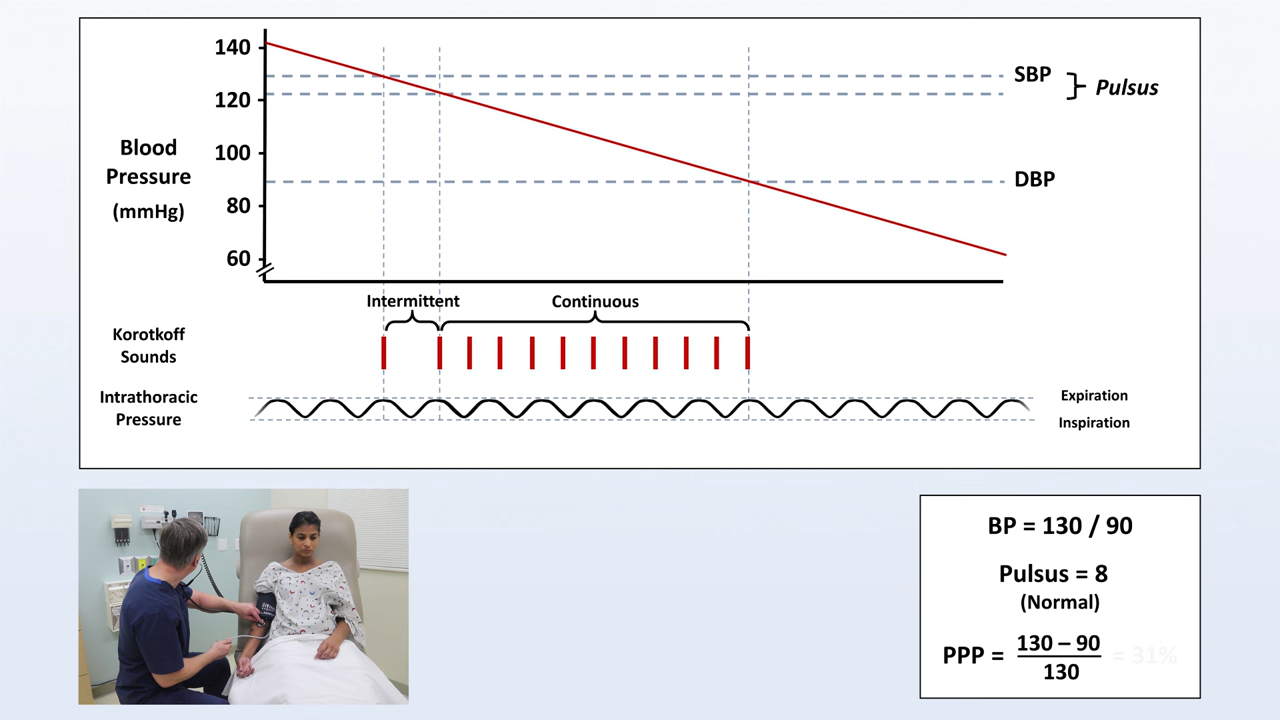 140
SBP
Pulsus
120
Blood
Pressure
(mmHg)
100
DBP
80
60
Intermittent
Continuous
Korotkoff
Sounds
Intrathoracic
Pressure
Expiration
Inspiration
BP = 130 / 90
Pulsus = 8
(Normal)
PPP = 130 – 90 = 31%
130